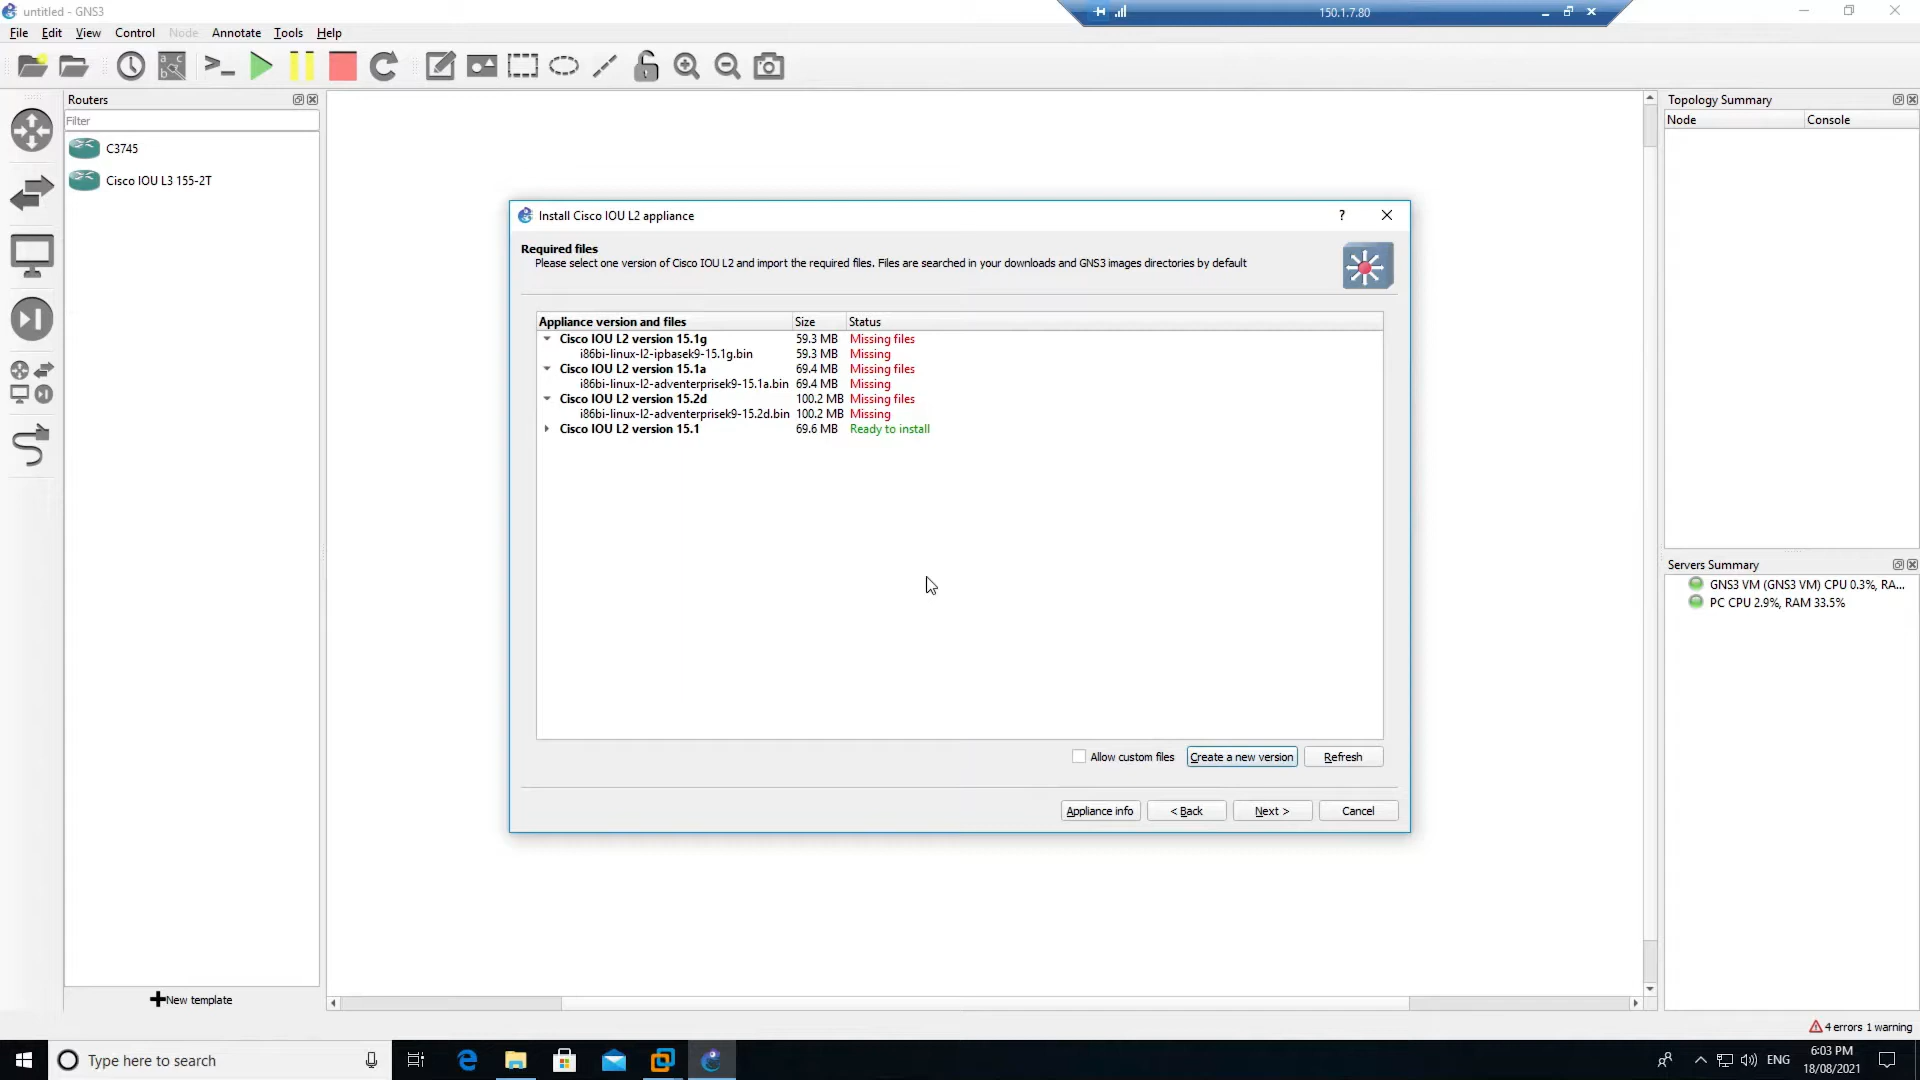 untitled - GNS3
150.1.7.80
File Edit View Control Node Annotate Tools Help
Routers
Filter
C3745
Cisco IOU L3 155-2T
New template
Install Cisco IOU L2 appliance
?
Required files
Please select one version of Cisco IOU L2 and import the required files. Files are searched in your downloads and GNS3 images directories by default
Appliance version and files Size Status
Cisco IOU L2 version 15.1g 59.3 MB Missing files
i86bi-linux-l2-ipbasek9-15.1g.bin 59.3 MB Missing
Cisco IOU L2 version 15.1a 69.4 MB Missing files
i86bi-linux-l2-adventerprisek9-15.1a.bin 69.4 MB Missing
Cisco IOU L2 version 15.2d 100.2 MB Missing files
i86bi-linux-l2-adventerprisek9-15.2d.bin 100.2 MB Missing
Cisco IOU L2 version 15.1 69.6 MB Ready to install
Allow custom files Create a new version Refresh
Appliance info < Back Next > Cancel
Topology Summary
Node Console
Servers Summary
GNS3 VM (GNS3 VM) CPU 0.3%, RA...
PC CPU 2.9%, RAM 33.5%
4 errors 1 warning
Type here to search
ENG
6:03 PM
18/08/2021